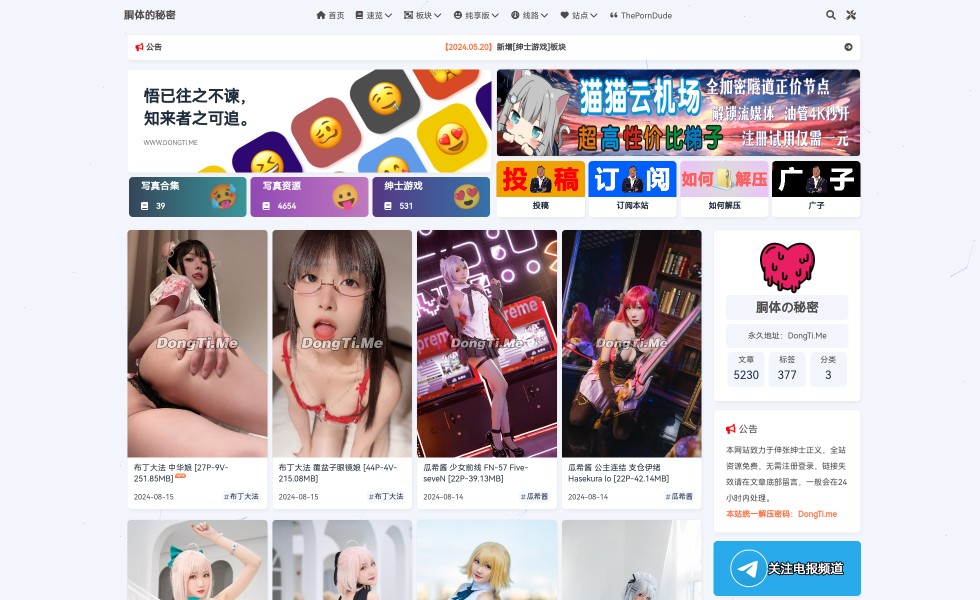 胴体的秘密
首页 速览 板块 纯享版 线路 站点 ThePornDude
公告
【2024.05.20】新增[绅士游戏]板块
悟已往之不谏，
知来者之可追。
WWW.DONGTI.ME
猫猫云机场
全加密隧道正价节点
解锁流媒体 油管4K秒开
超高性价比梯子
注册试用仅需一元
写真合集
39
写真资源
4654
绅士游戏
531
投稿
订阅
如何解压
广子
投稿
订阅本站
如何解压
广子
DongTi.Me
DongTi.Me
DongTi.Me
DongTi.Me
布丁大法 中华娘 [27P-9V-
251.85MB]
2024-08-15
#布丁大法
布丁大法 覆盆子眼镜娘 [44P-4V-
215.08MB]
2024-08-15
#布丁大法
瓜希酱 少女前线 FN-57 Five-
seveN [22P-39.13MB]
2024-08-14
#瓜希酱
瓜希酱 公主连结 支仓伊绪
Hasekura Io [22P-42.14MB]
2024-08-14
#瓜希酱
胴体の秘密
永久地址：DongTi.Me
文章
5230
标签
377
分类
3
公告
本网站致力于伸张绅士正义，全站
资源免费，无需注册登录，链接失
效请在文章底部留言，一般会在24
小时内处理。
本站统一解压密码：DongTi.me
关注电报频道